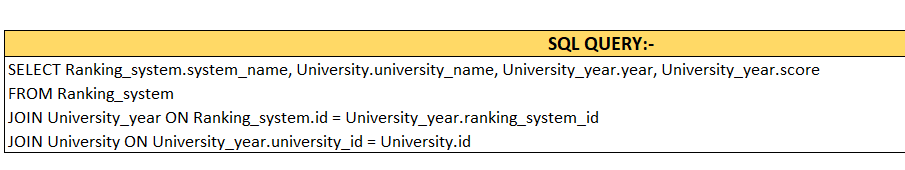 SQL QUERY:-
SELECT Ranking_system.system_name, University.university_name, University_year.year, University_year.score
FROM Ranking_system
JOIN University_year ON Ranking_system.id = University_year.ranking_system_id
JOIN University ON University_year.university_id = University.id